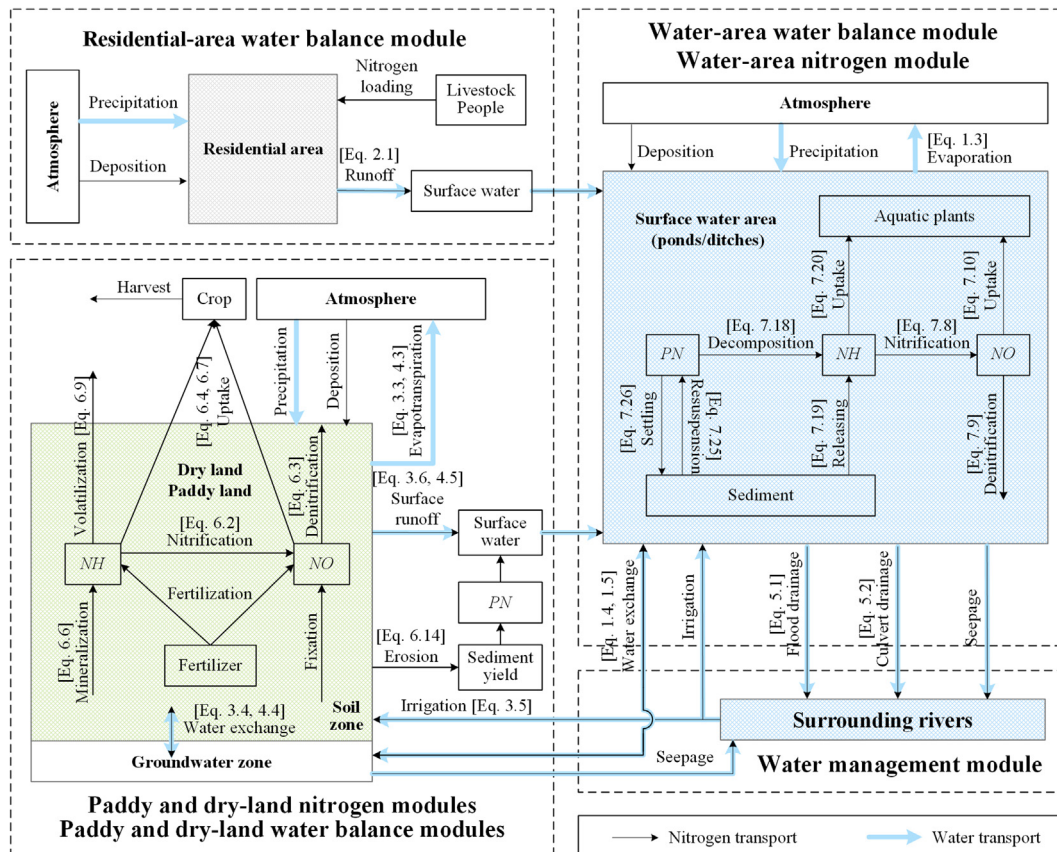 Residential-area water balance module
Atmosphere
Precipitation
Deposition
Residential area
Nitrogen
loading
Livestock
People
[Eq. 2.1]
Runoff
Surface water
Water-area water balance module
Water-area nitrogen module
Atmosphere
Deposition
Precipitation
[Eq. 1.3]
Evaporation
Surface water area
(ponds/ditches)
Aquatic plants
[Eq. 7.20]
Uptake
[Eq. 7.10]
Uptake
PN
[Eq. 7.18]
Decomposition
NH
[Eq. 7.8]
Nitrification
NO
[Eq. 7.26]
Settling
Resuspension
[Eq. 7.25]
[Eq. 7.19]
Releasing
[Eq. 7.9]
Denitrification
Sediment
Harvest
Crop
Atmosphere
Precipitation
Deposition
[Eq. 3.3, 4.3]
Evapotranspiration
Volatilization [Eq. 6.9]
[Eq. 6.4, 6.7]
Uptake
[Eq. 6.3]
Denitrification
Dry land
Paddy land
[Eq. 3.6, 4.5]
Surface
runoff
Surface
water
[Eq. 6.2]
Nitrification
NH
NO
Fertilization
PN
[Eq. 6.6]
Mineralization
Fertilizer
Fixation
[Eq. 6.14]
Erosion
Sediment
yield
Soil
zone
[Eq. 3.4, 4.4]
Water exchange
Irrigation [Eq. 3.5]
Groundwater zone
Seepage
Paddy and dry-land nitrogen modules
Paddy and dry-land water balance modules
[Eq. 1.4, 1.5]
Water exchange
Irrigation
[Eq. 5.1]
Flood drainage
[Eq. 5.2]
Culvert drainage
Seepage
Surrounding rivers
Water management module
Nitrogen transport
Water transport